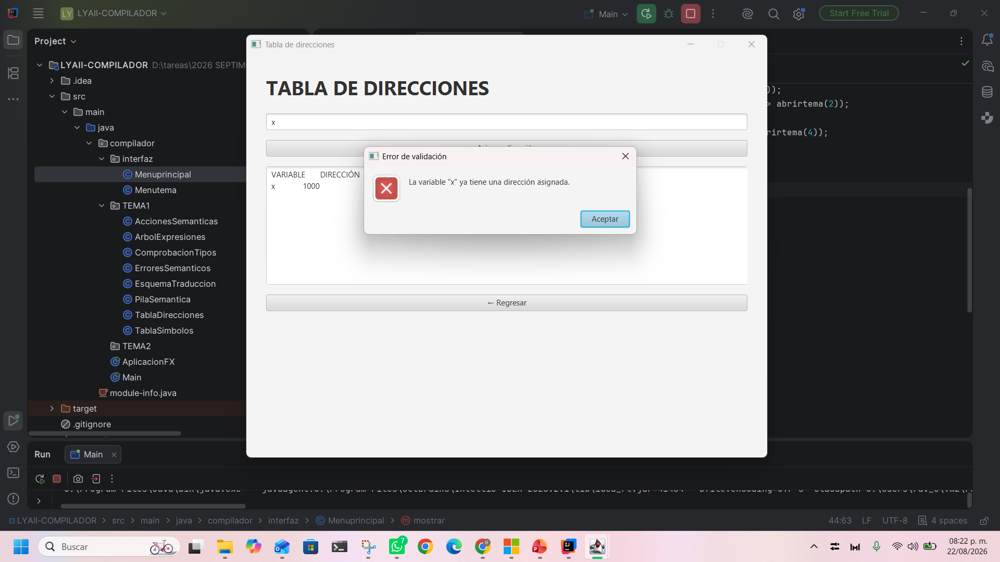 LY LYAII-COMPILADOR
Main
Start Free Trial
Project
LYAII-COMPILADOR D:\tareas\2026 SEPTIM
.idea
src
main
java
compilador
interfaz
Menuprincipal
Menutema
TEMA1
AccionesSemanticas
ArbolExpresiones
ComprobacionTipos
ErroresSemanticos
EsquemaTraduccion
PilaSemantica
TablaDirecciones
TablaSimbolos
TEMA2
AplicacionFX
Main
module-info.java
target
.gitignore
));
> abrirtema(2));
rirtema(4));
Tabla de direcciones
TABLA DE DIRECCIONES
x
VARIABLE DIRECCIÓN
x 1000
← Regresar
Error de validación
La variable "x" ya tiene una dirección asignada.
Aceptar
Run Main
LYAII-COMPILADOR > src > main > java > compilador > interfaz > Menuprincipal > mostrar
44:63 LF UTF-8 4 spaces
Buscar
7
08:22 p. m.
22/08/2026